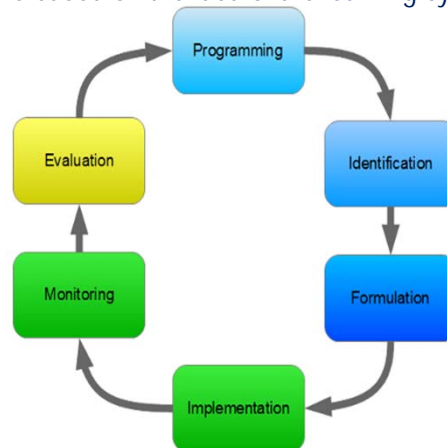 Programming
Identification
Formulation
Implementation
Monitoring
Evaluation